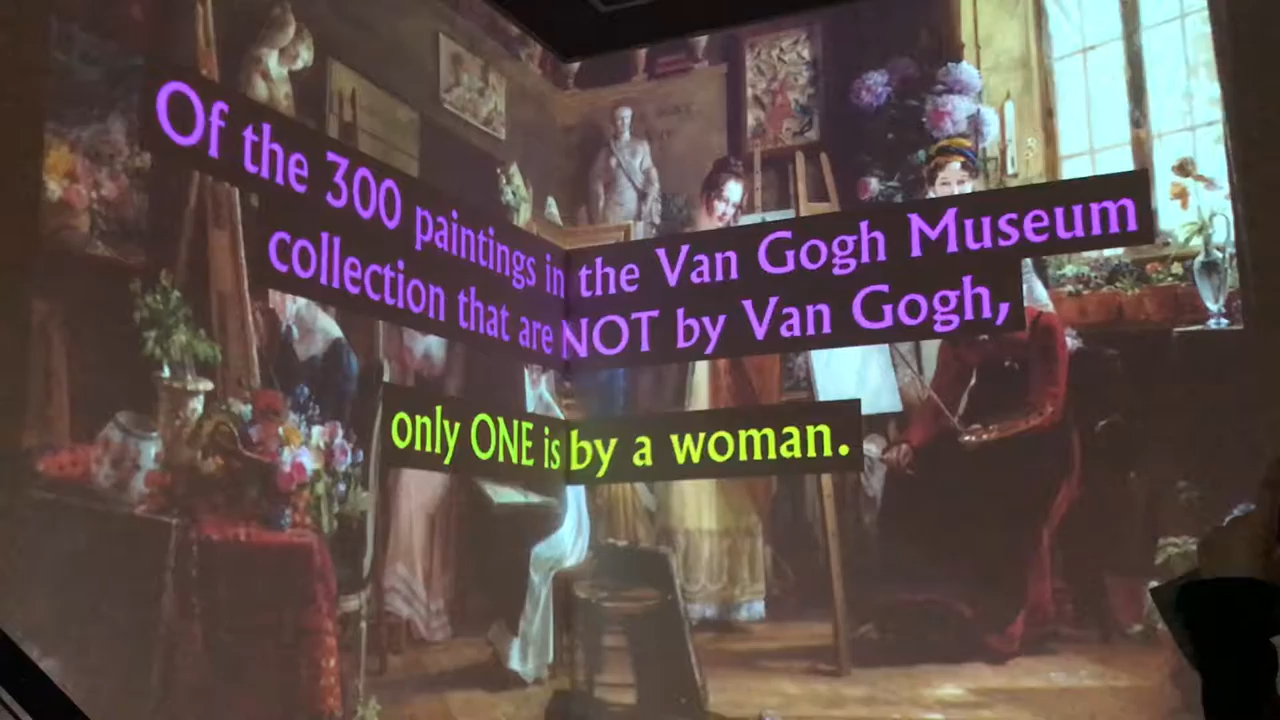 Of the 300 paintings in the Van Gogh Museum
collection that are NOT by Van Gogh,
only ONE is by a woman.